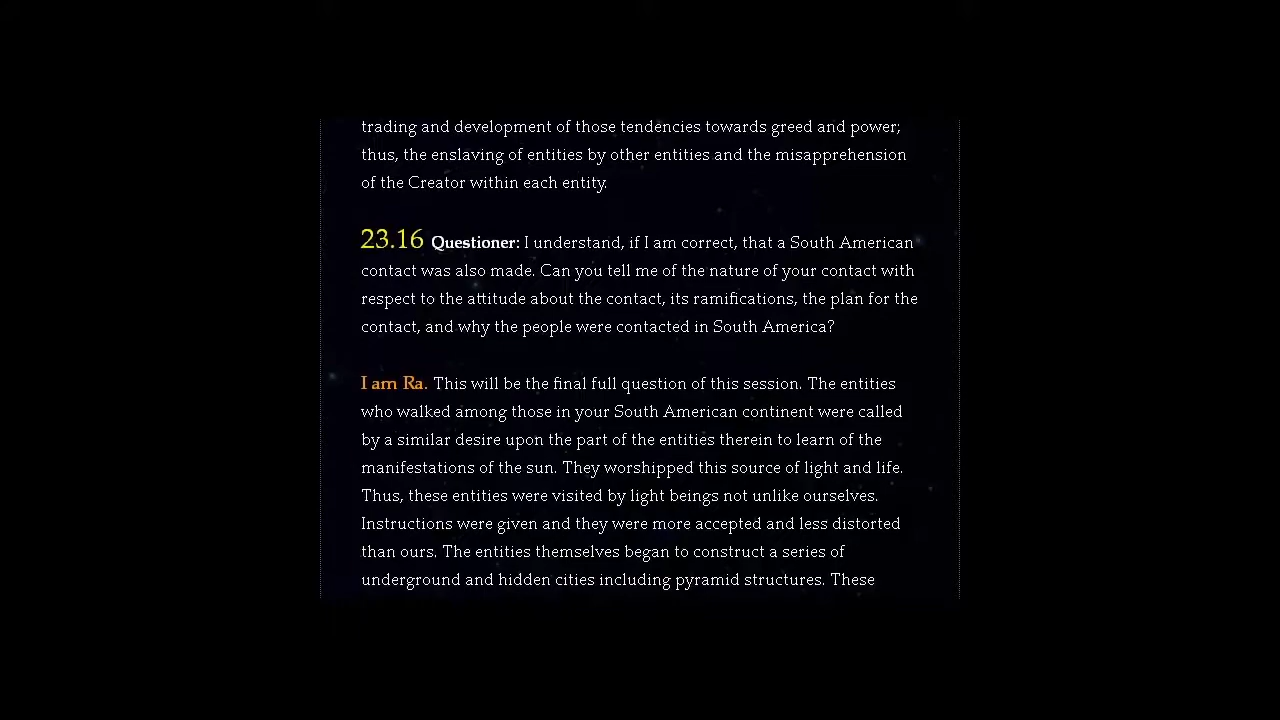 trading and development of those tendencies towards greed and power;
thus, the enslaving of entities by other entities and the misapprehension
of the Creator within each entity.
23.16 Questioner: I understand, if I am correct, that a South American
contact was also made. Can you tell me of the nature of your contact with
respect to the attitude about the contact, its ramifications, the plan for the
contact, and why the people were contacted in South America?
I am Ra. This will be the final full question of this session. The entities
who walked among those in your South American continent were called
by a similar desire upon the part of the entities therein to learn of the
manifestations of the sun. They worshipped this source of light and life.
Thus, these entities were visited by light beings not unlike ourselves.
Instructions were given and they were more accepted and less distorted
than ours. The entities themselves began to construct a series of
underground and hidden cities including pyramid structures. These